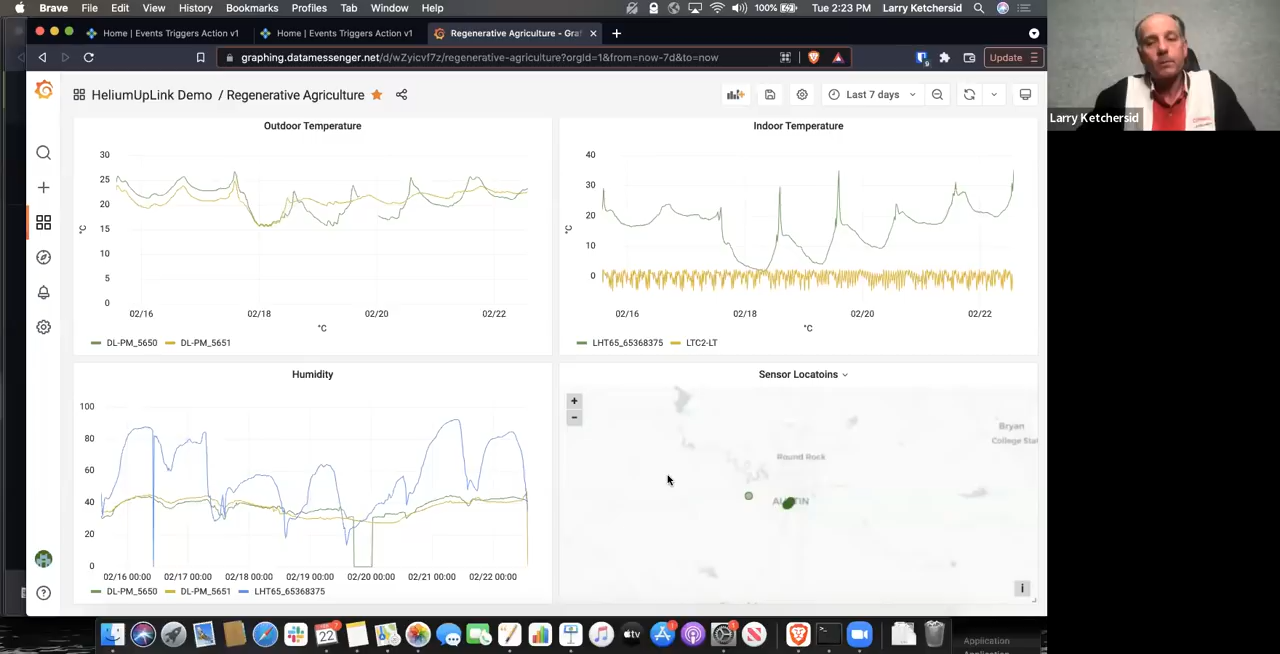 Brave File Edit View History Bookmarks Profiles Tab Window Help 100% Tue 2:23 PM Larry Ketchersid
Home | Events Triggers Action v1 Home | Events Triggers Action v1 Regenerative Agriculture - Graf
graphing.datamessenger.net/d/wZyicvf7z/regenerative-agriculture?orgId=1&from=now-7d&to=now 9 Update
HeliumUpLink Demo / Regenerative Agriculture Last 7 days
Larry Ketchersid
Outdoor Temperature
30
25
20
15
10
5
0
°C
02/16 02/18 02/20 02/22
°C
DL-PM_5650 DL-PM_5651
Indoor Temperature
40
30
20
10
0
°C
02/16 02/18 02/20 02/22
°C
LHT65_65368375 LTC2-LT
Humidity
100
80
60
40
20
0
02/16 00:00 02/17 00:00 02/18 00:00 02/19 00:00 02/20 00:00 02/21 00:00 02/22 00:00
DL-PM_5650 DL-PM_5651 LHT65_65368375
Sensor Locatoins
+
-
Bryan
College Stat
Round Rock
AUSTIN
i
22
tv
Application